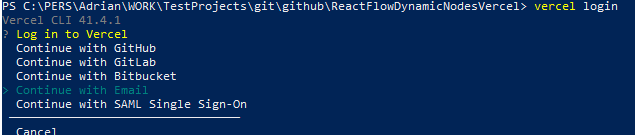 PS C:\PERS\Adrian\WORK\TestProjects\git\github\ReactFlowDynamicNodesVercel> vercel login
Vercel CLI 41.4.1
? Log in to Vercel
Continue with GitHub
Continue with GitLab
Continue with Bitbucket
> Continue with Email
Continue with SAML Single Sign-On
Cancel